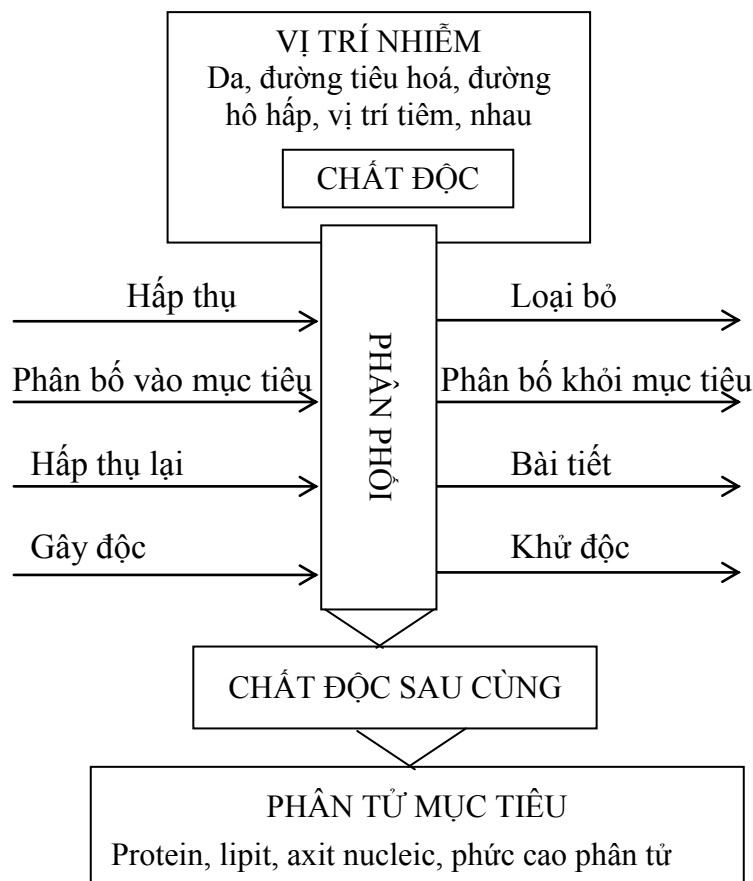 VỊ TRÍ NHIỄM
Da, đường tiêu hoá, đường
hô hấp, vị trí tiêm, nhau
CHẤT ĐỘC
Hấp thụ
Loại bỏ
Phân bố vào mục tiêu
Phân bố khỏi mục tiêu
PHÂN PHỐI
Hấp thụ lại
Bài tiết
Gây độc
Khử độc
CHẤT ĐỘC SAU CÙNG
PHÂN TỬ MỤC TIÊU
Protein, lipit, axit nucleic, phức cao phân tử